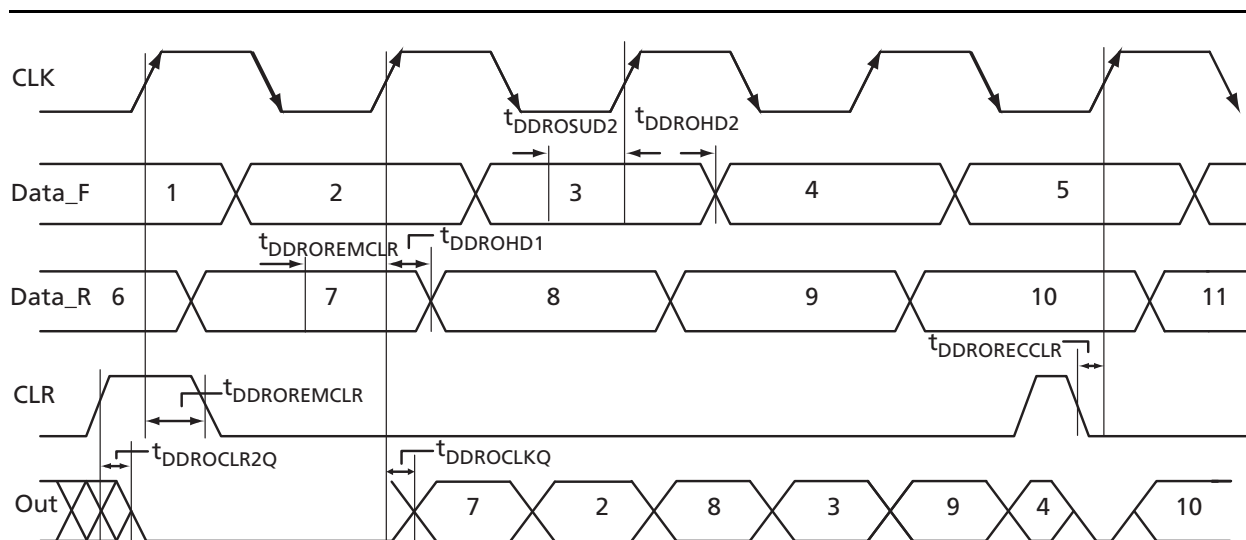 CLK
tDDROSUD2 tDDROHD2
Data_F 1 2 3 4 5
tDDROREMCLR tDDROHD1
Data_R 6 7 8 9 10 11
tDDRORECCLR
CLR tDDROREMCLR
tDDROCLR2Q tDDROCLKQ
Out 7 2 8 3 9 4 10